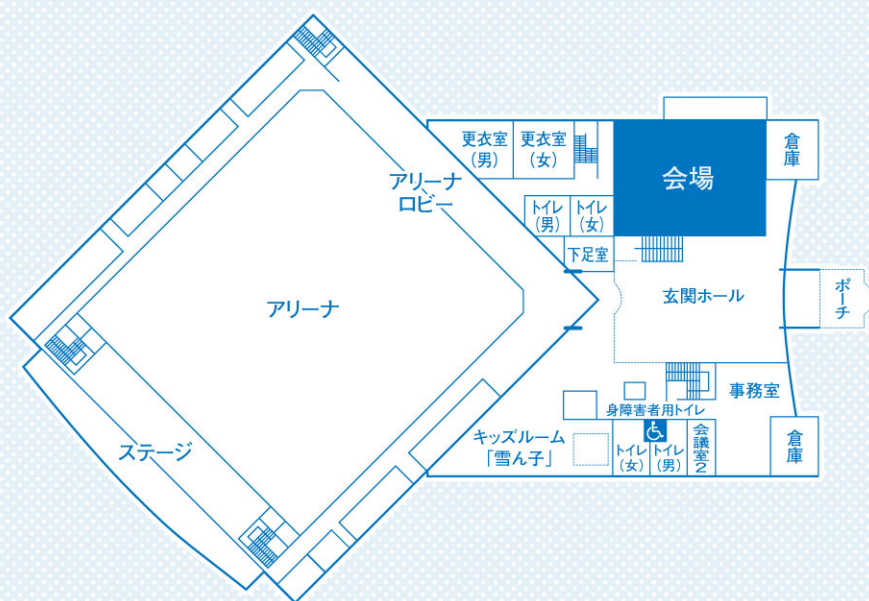 更衣室
(男)
更衣室
(女)
会場
倉庫
アリーナ
ロビー
トイレ
(男)
トイレ
(女)
下足室
アリーナ
玄関ホール
ポーチ
事務室
身障害者用トイレ
ステージ
キッズルーム
「雪ん子」
トイレ
(女)
トイレ
(男)
会議室2
倉庫